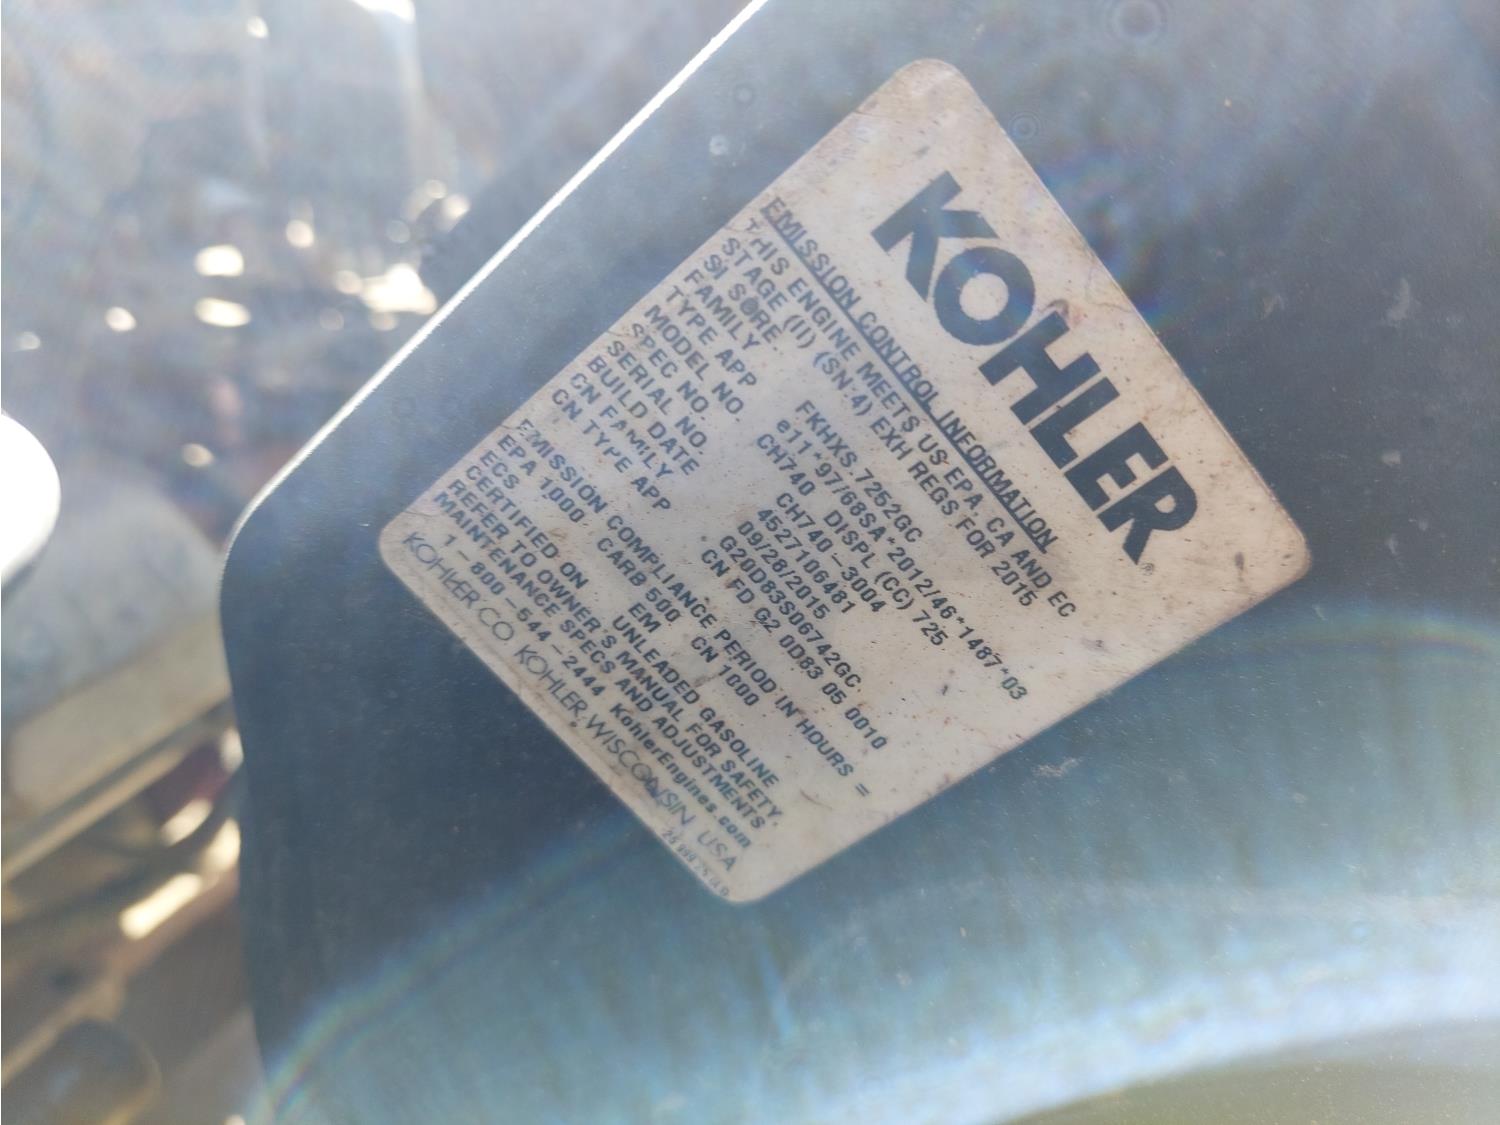 KOHLER®
EMISSION CONTROL INFORMATION
THIS ENGINE MEETS US EPA, CA AND EC
STAGE (II) (SN:4) EXH REGS FOR 2015
SI SORE
FAMILY FKHXS.7252GC
TYPE APP e11*97/68SA*2012/46*1487*03
MODEL NO. CH740 DISPL (CC) 725
SPEC NO. CH740-3004
SERIAL NO. 4527106481
BUILD DATE 09/28/2015
CN FAMILY G20D83S06742GC
CN TYPE APP CN FD G2 0D83 05 0010
EMISSION COMPLIANCE PERIOD IN HOURS =
EPA 1000 CARB 500 CN 1000
ECS EM
CERTIFIED ON UNLEADED GASOLINE
REFER TO OWNER'S MANUAL FOR SAFETY,
MAINTENANCE SPECS AND ADJUSTMENTS
1-800-544-2444 KohlerEngines.com
KOHLER CO. KOHLER, WISCONSIN USA